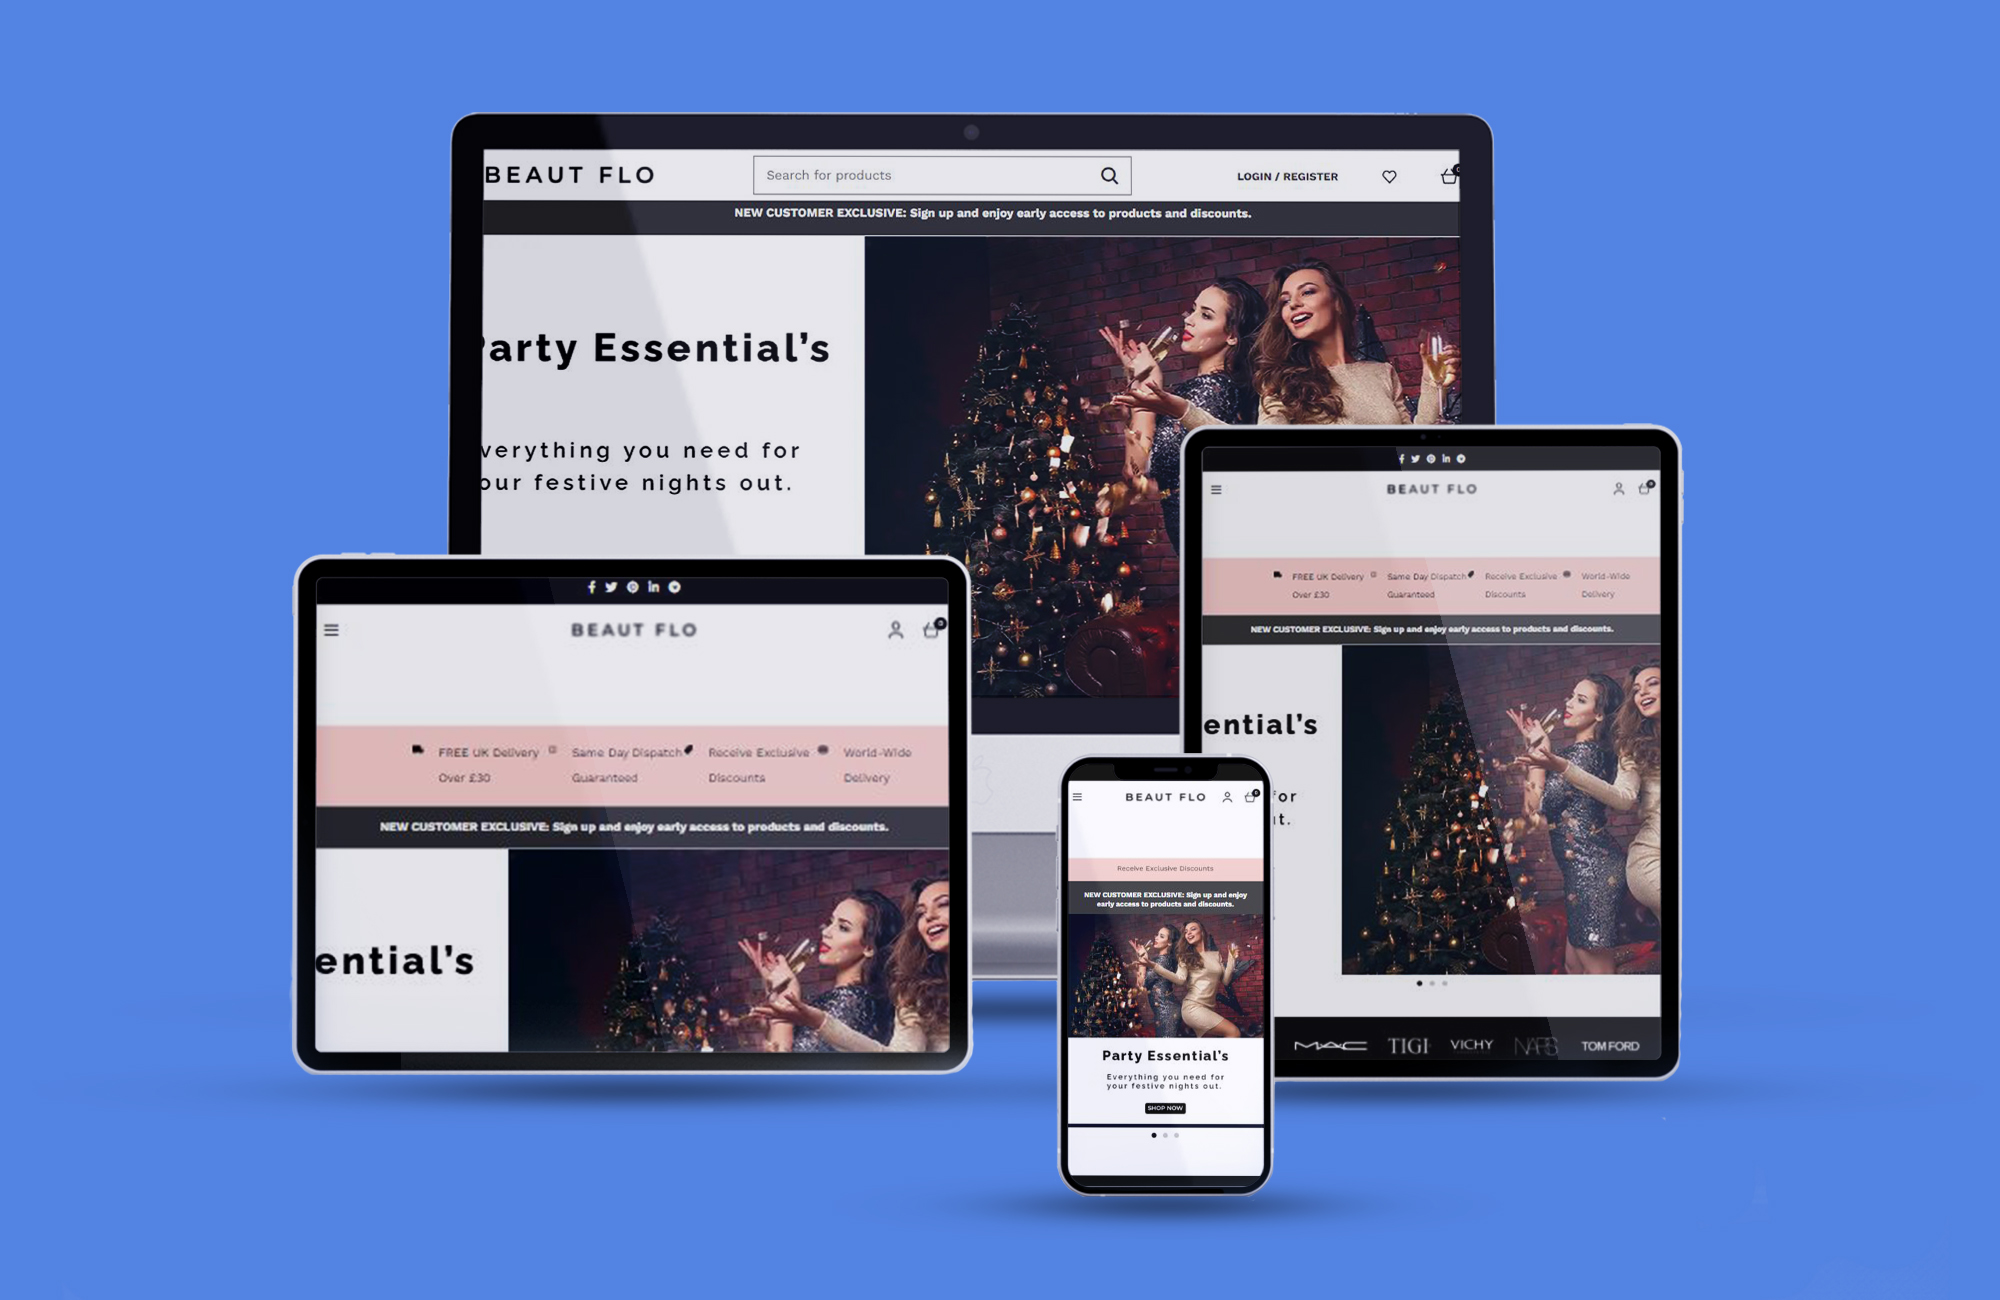 BEAUT FLO
Search for products
LOGIN / REGISTER
NEW CUSTOMER EXCLUSIVE: Sign up and enjoy early access to products and discounts.
Party Essential's
verything you need for
our festive nights out.
BEAUT FLO
0
FREE UK Delivery
Over £30
Same Day Dispatch
Guaranteed
Receive Exclusive
Discounts
World-Wide
Delivery
NEW CUSTOMER EXCLUSIVE: Sign up and enjoy early access to products and discounts.
ential's
BEAUT FLO
0
FREE UK Delivery
Over £30
Same Day Dispatch
Guaranteed
Receive Exclusive
Discounts
World-Wide
Delivery
NEW CUSTOMER EXCLUSIVE: Sign up and enjoy early access to products and discounts.
ential's
for
ut.
MAC TIGI VICHY NARS TOM FORD
BEAUT FLO
0
Receive Exclusive Discounts
NEW CUSTOMER EXCLUSIVE: Sign up and enjoy
early access to products and discounts.
Party Essential's
Everything you need for
your festive nights out.
SHOP NOW